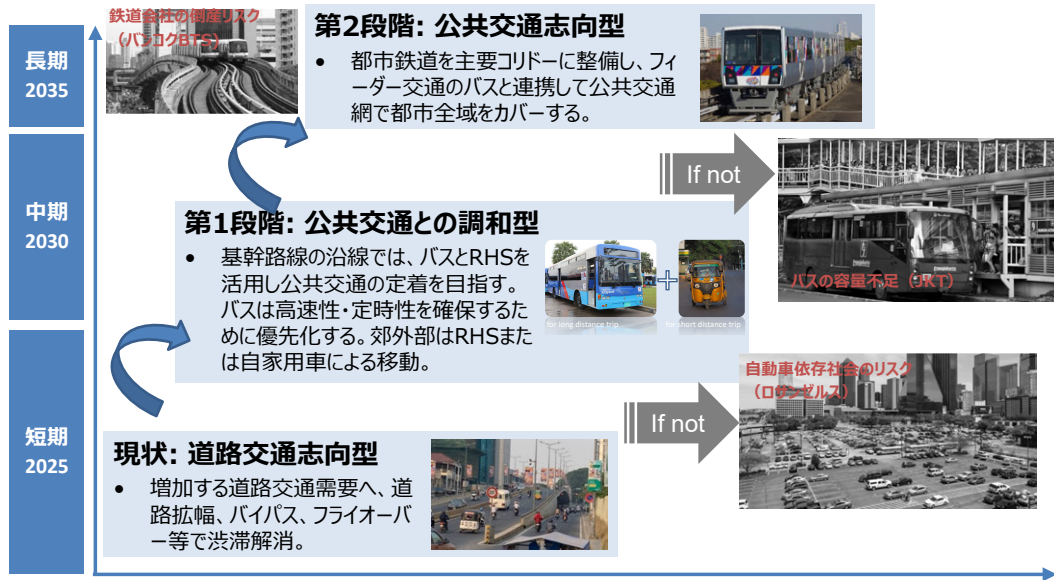 鉄道会社の倒産リスク
（バンコクBTS）
長期
2035
第2段階: 公共交通志向型
• 都市鉄道を主要コリドーに整備し、フィ
ーダー交通のバスと連携して公共交通
網で都市全域をカバーする。
If not
中期
2030
第1段階: 公共交通との調和型
• 基幹路線の沿線では、バスとRHSを
活用し公共交通の定着を目指す。
バスは高速性・定時性を確保するた
めに優先化する。郊外部はRHSまた
は自家用車による移動。
for long distance trip
for short distance trip
バスの容量不足（JKT）
自動車依存社会のリスク
（ロサンゼルス）
If not
短期
2025
現状: 道路交通志向型
• 増加する道路交通需要へ、道
路拡幅、バイパス、フライオーバ
ー等で渋滞解消。